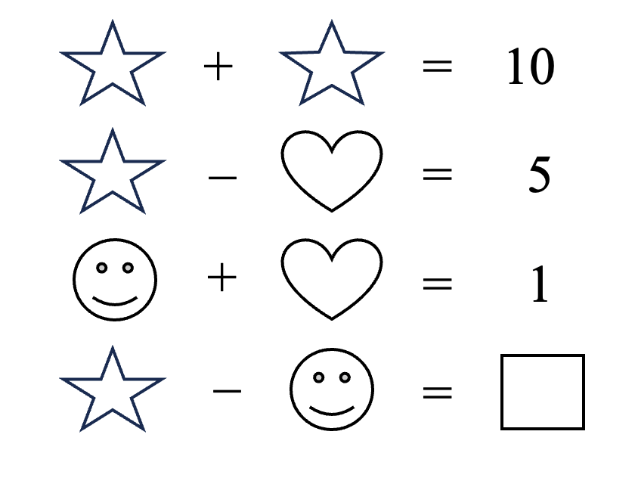 + = 10
− = 5
+ = 1
− =